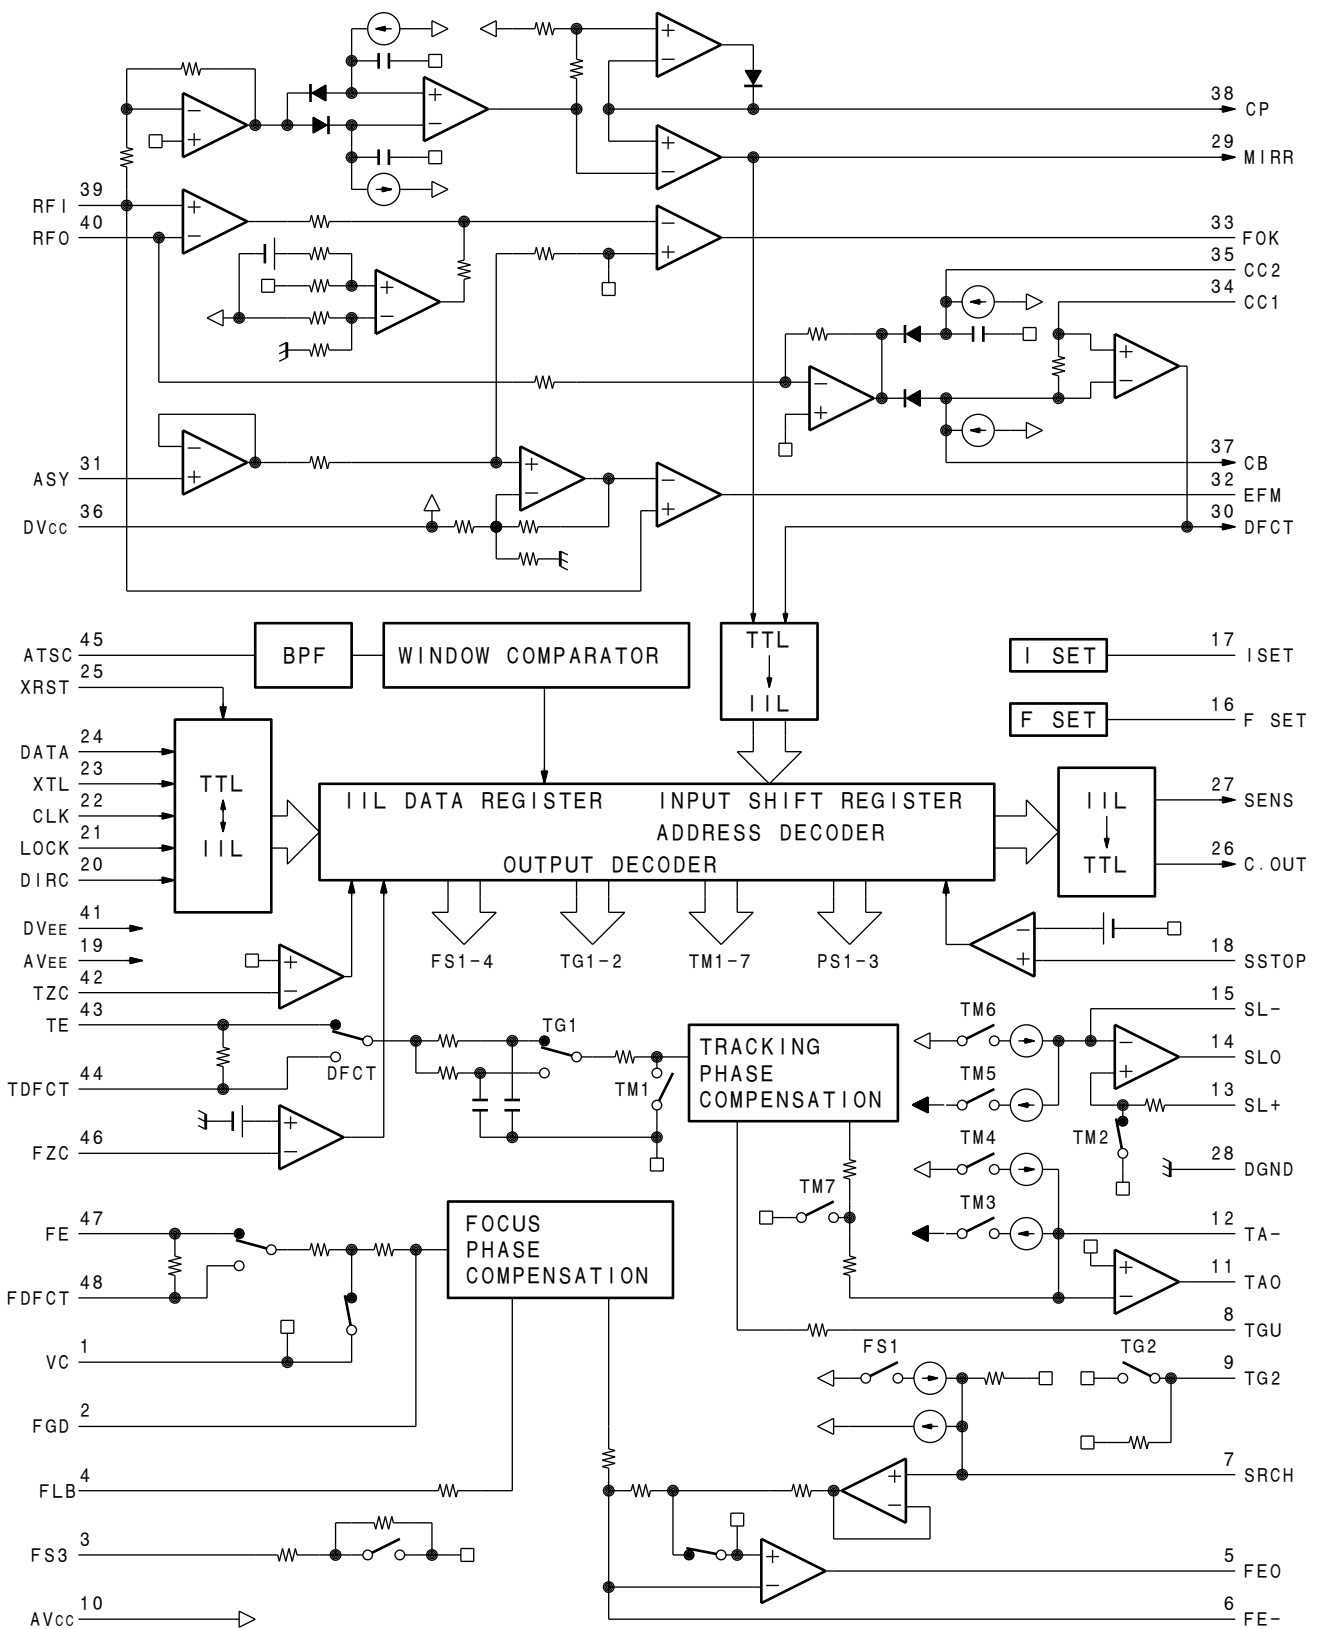 38 CP
29 MIRR
RFI 39
RFO 40
33 FOK
35 CC2
34 CC1
37 CB
ASY 31
32 EFM
DVCC 36
30 DFCT
ATSC 45
BPF
WINDOW COMPARATOR
TTL
IIL
I SET
17 ISET
XRST 25
F SET
16 F SET
DATA 24
XTL 23
CLK 22
LOCK 21
DIRC 20
TTL
IIL
IIL DATA REGISTER
INPUT SHIFT REGISTER
ADDRESS DECODER
OUTPUT DECODER
IIL
TTL
27 SENS
26 C.OUT
DVEE 41
AVEE 19
TZC 42
FS1-4
TG1-2
TM1-7
PS1-3
18 SSTOP
TE 43
TG1
DFCT
TM1
TRACKING
PHASE
COMPENSATION
TM6
15 SL-
14 SLO
TM5
13 SL+
TDFCT 44
TM2
FZC 46
TM4
28 DGND
TM7
TM3
12 TA-
11 TAO
FE 47
FOCUS
PHASE
COMPENSATION
FDFCT 48
8 TGU
VC 1
FS1
TG2
9 TG2
FGD 2
7 SRCH
FLB 4
FS3 3
5 FEO
AVCC 10
6 FE-